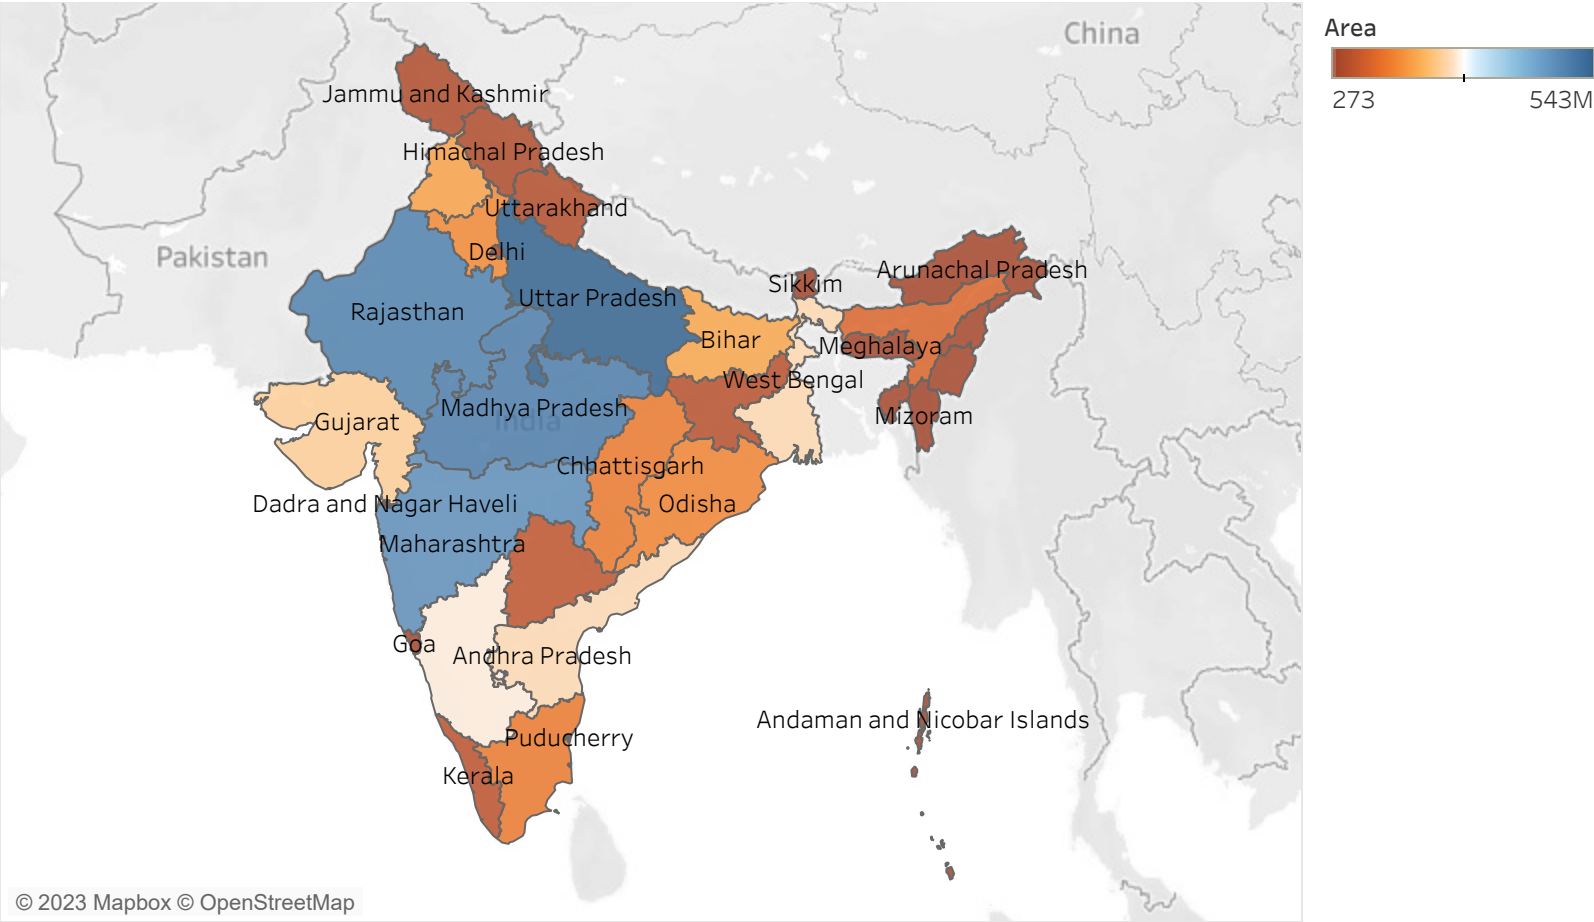 China
Area
273
543M
Jammu and Kashmir
Himachal Pradesh
Uttarakhand
Pakistan
Delhi
Sikkim
Arunachal Pradesh
Uttar Pradesh
Rajasthan
Bihar
Meghalaya
West Bengal
Madhya Pradesh
India
Gujarat
Mizoram
Chhattisgarh
Dadra and Nagar Haveli
Odisha
Maharashtra
Goa
Andhra Pradesh
Andaman and Nicobar Islands
Puducherry
Kerala
© 2023 Mapbox © OpenStreetMap